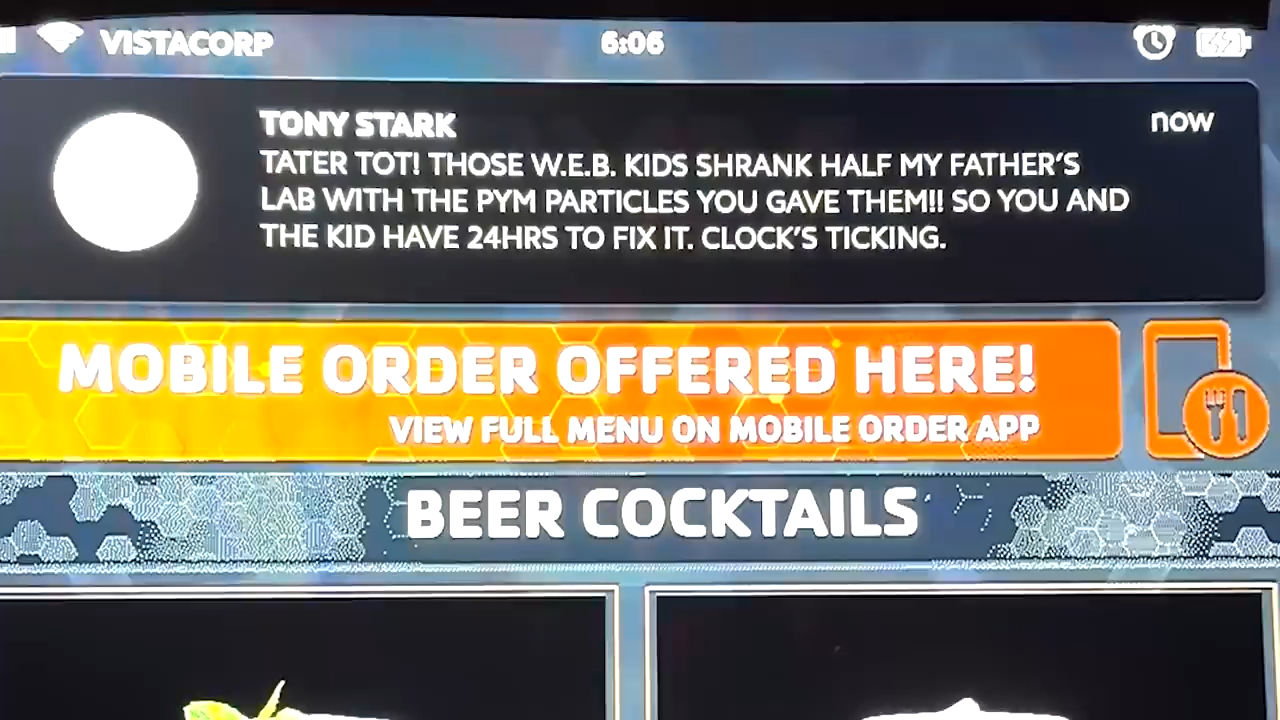 VISTACORP
6:06
TONY STARK
now
TATER TOT! THOSE W.E.B. KIDS SHRANK HALF MY FATHER'S
LAB WITH THE PYM PARTICLES YOU GAVE THEM!! SO YOU AND
THE KID HAVE 24HRS TO FIX IT. CLOCK'S TICKING.
MOBILE ORDER OFFERED HERE!
VIEW FULL MENU ON MOBILE ORDER APP
BEER COCKTAILS